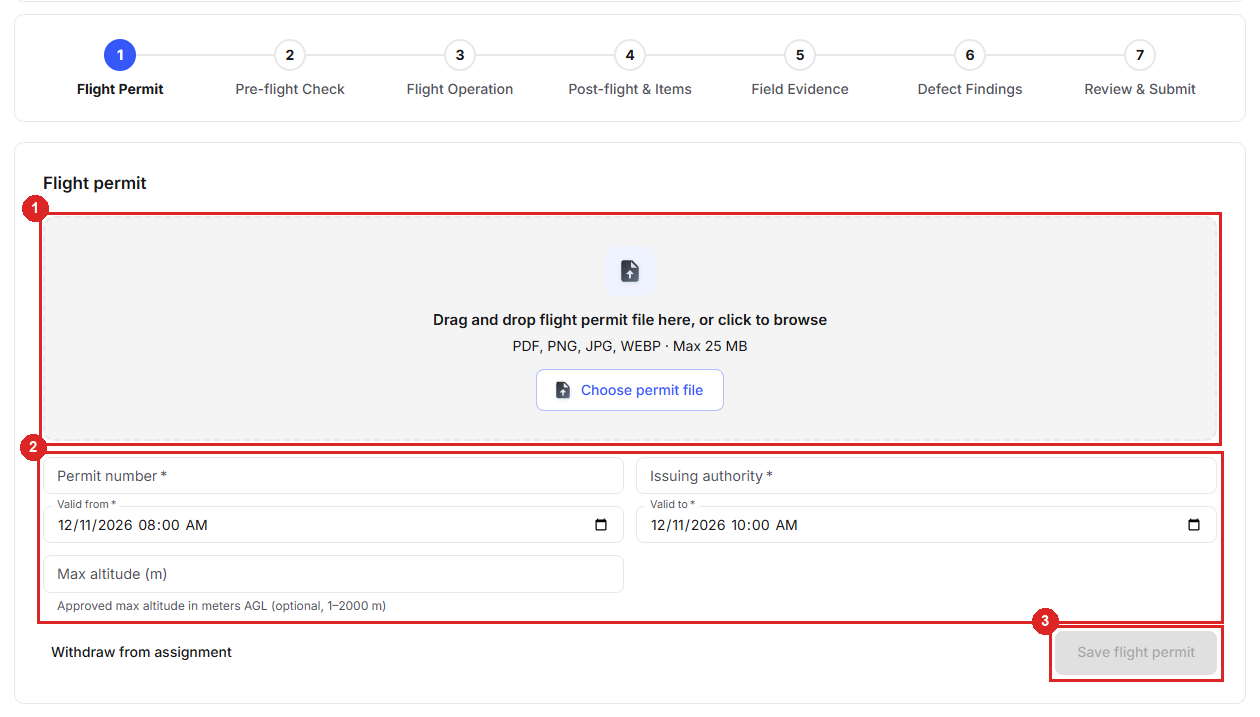 1 2 3 4 5 6 7
Flight Permit Pre-flight Check Flight Operation Post-flight & Items Field Evidence Defect Findings Review & Submit
Flight permit
1
Drag and drop flight permit file here, or click to browse
PDF, PNG, JPG, WEBP · Max 25 MB
Choose permit file
2
Permit number * Issuing authority *
Valid from * Valid to *
12/11/2026 08:00 AM 12/11/2026 10:00 AM
Max altitude (m)
Approved max altitude in meters AGL (optional, 1–2000 m)
3
Withdraw from assignment Save flight permit